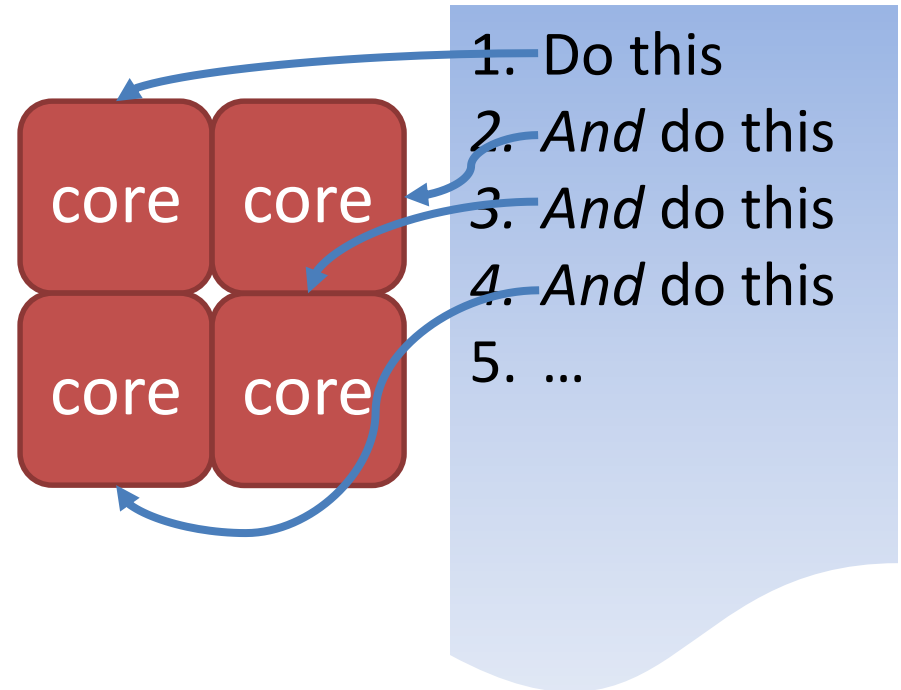 core core
core core
1. Do this
2. And do this
3. And do this
4. And do this
5. ...